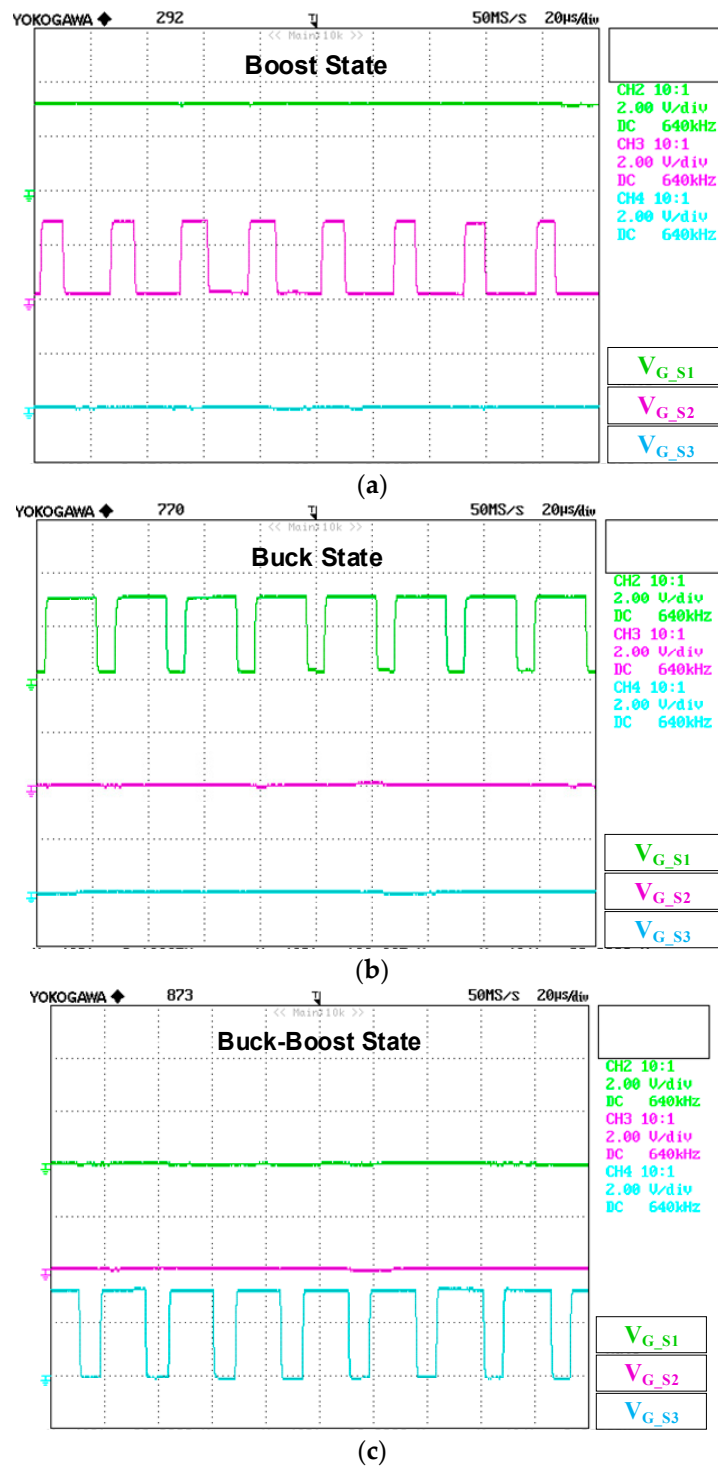 YOKOGAWA ◆ 292 50MS/s 20µs/div
<< Main:10k >>
Boost State
CH2 10:1
2.00 V/div
DC 640kHz
CH3 10:1
2.00 V/div
DC 640kHz
CH4 10:1
2.00 V/div
DC 640kHz
VG_S1
VG_S2
VG_S3
(a)
YOKOGAWA ◆ 770 50MS/s 20µs/div
<< Main:10k >>
Buck State
CH2 10:1
2.00 V/div
DC 640kHz
CH3 10:1
2.00 V/div
DC 640kHz
CH4 10:1
2.00 V/div
DC 640kHz
VG_S1
VG_S2
VG_S3
(b)
YOKOGAWA ◆ 873 50MS/s 20µs/div
<< Main:10k >>
Buck-Boost State
CH2 10:1
2.00 V/div
DC 640kHz
CH3 10:1
2.00 V/div
DC 640kHz
CH4 10:1
2.00 V/div
DC 640kHz
VG_S1
VG_S2
VG_S3
(c)